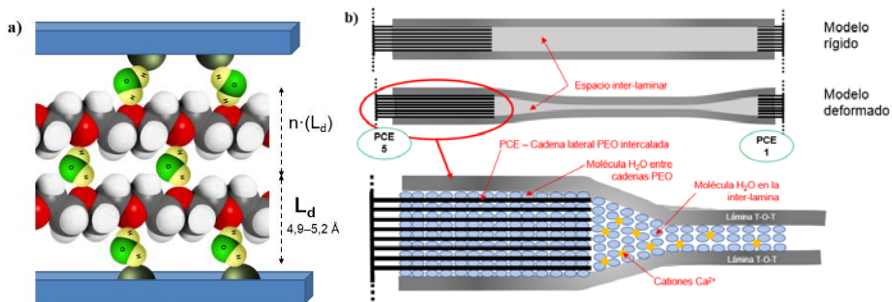 a)
n·(Ld)
Ld
4,9–5,2 Å
H
O
H
H
O
H
H
O
H
H
O
H
H
O
H
H
O
H
b)
Modelo
rígido
Espacio inter-laminar
Modelo
deformado
PCE
5
PCE
1
PCE – Cadena lateral PEO intercalada
Molécula H₂O entre
cadenas PEO
Molécula H₂O en la
inter-lamina
Lámina T-O-T
Lámina T-O-T
Cationes Ca²⁺